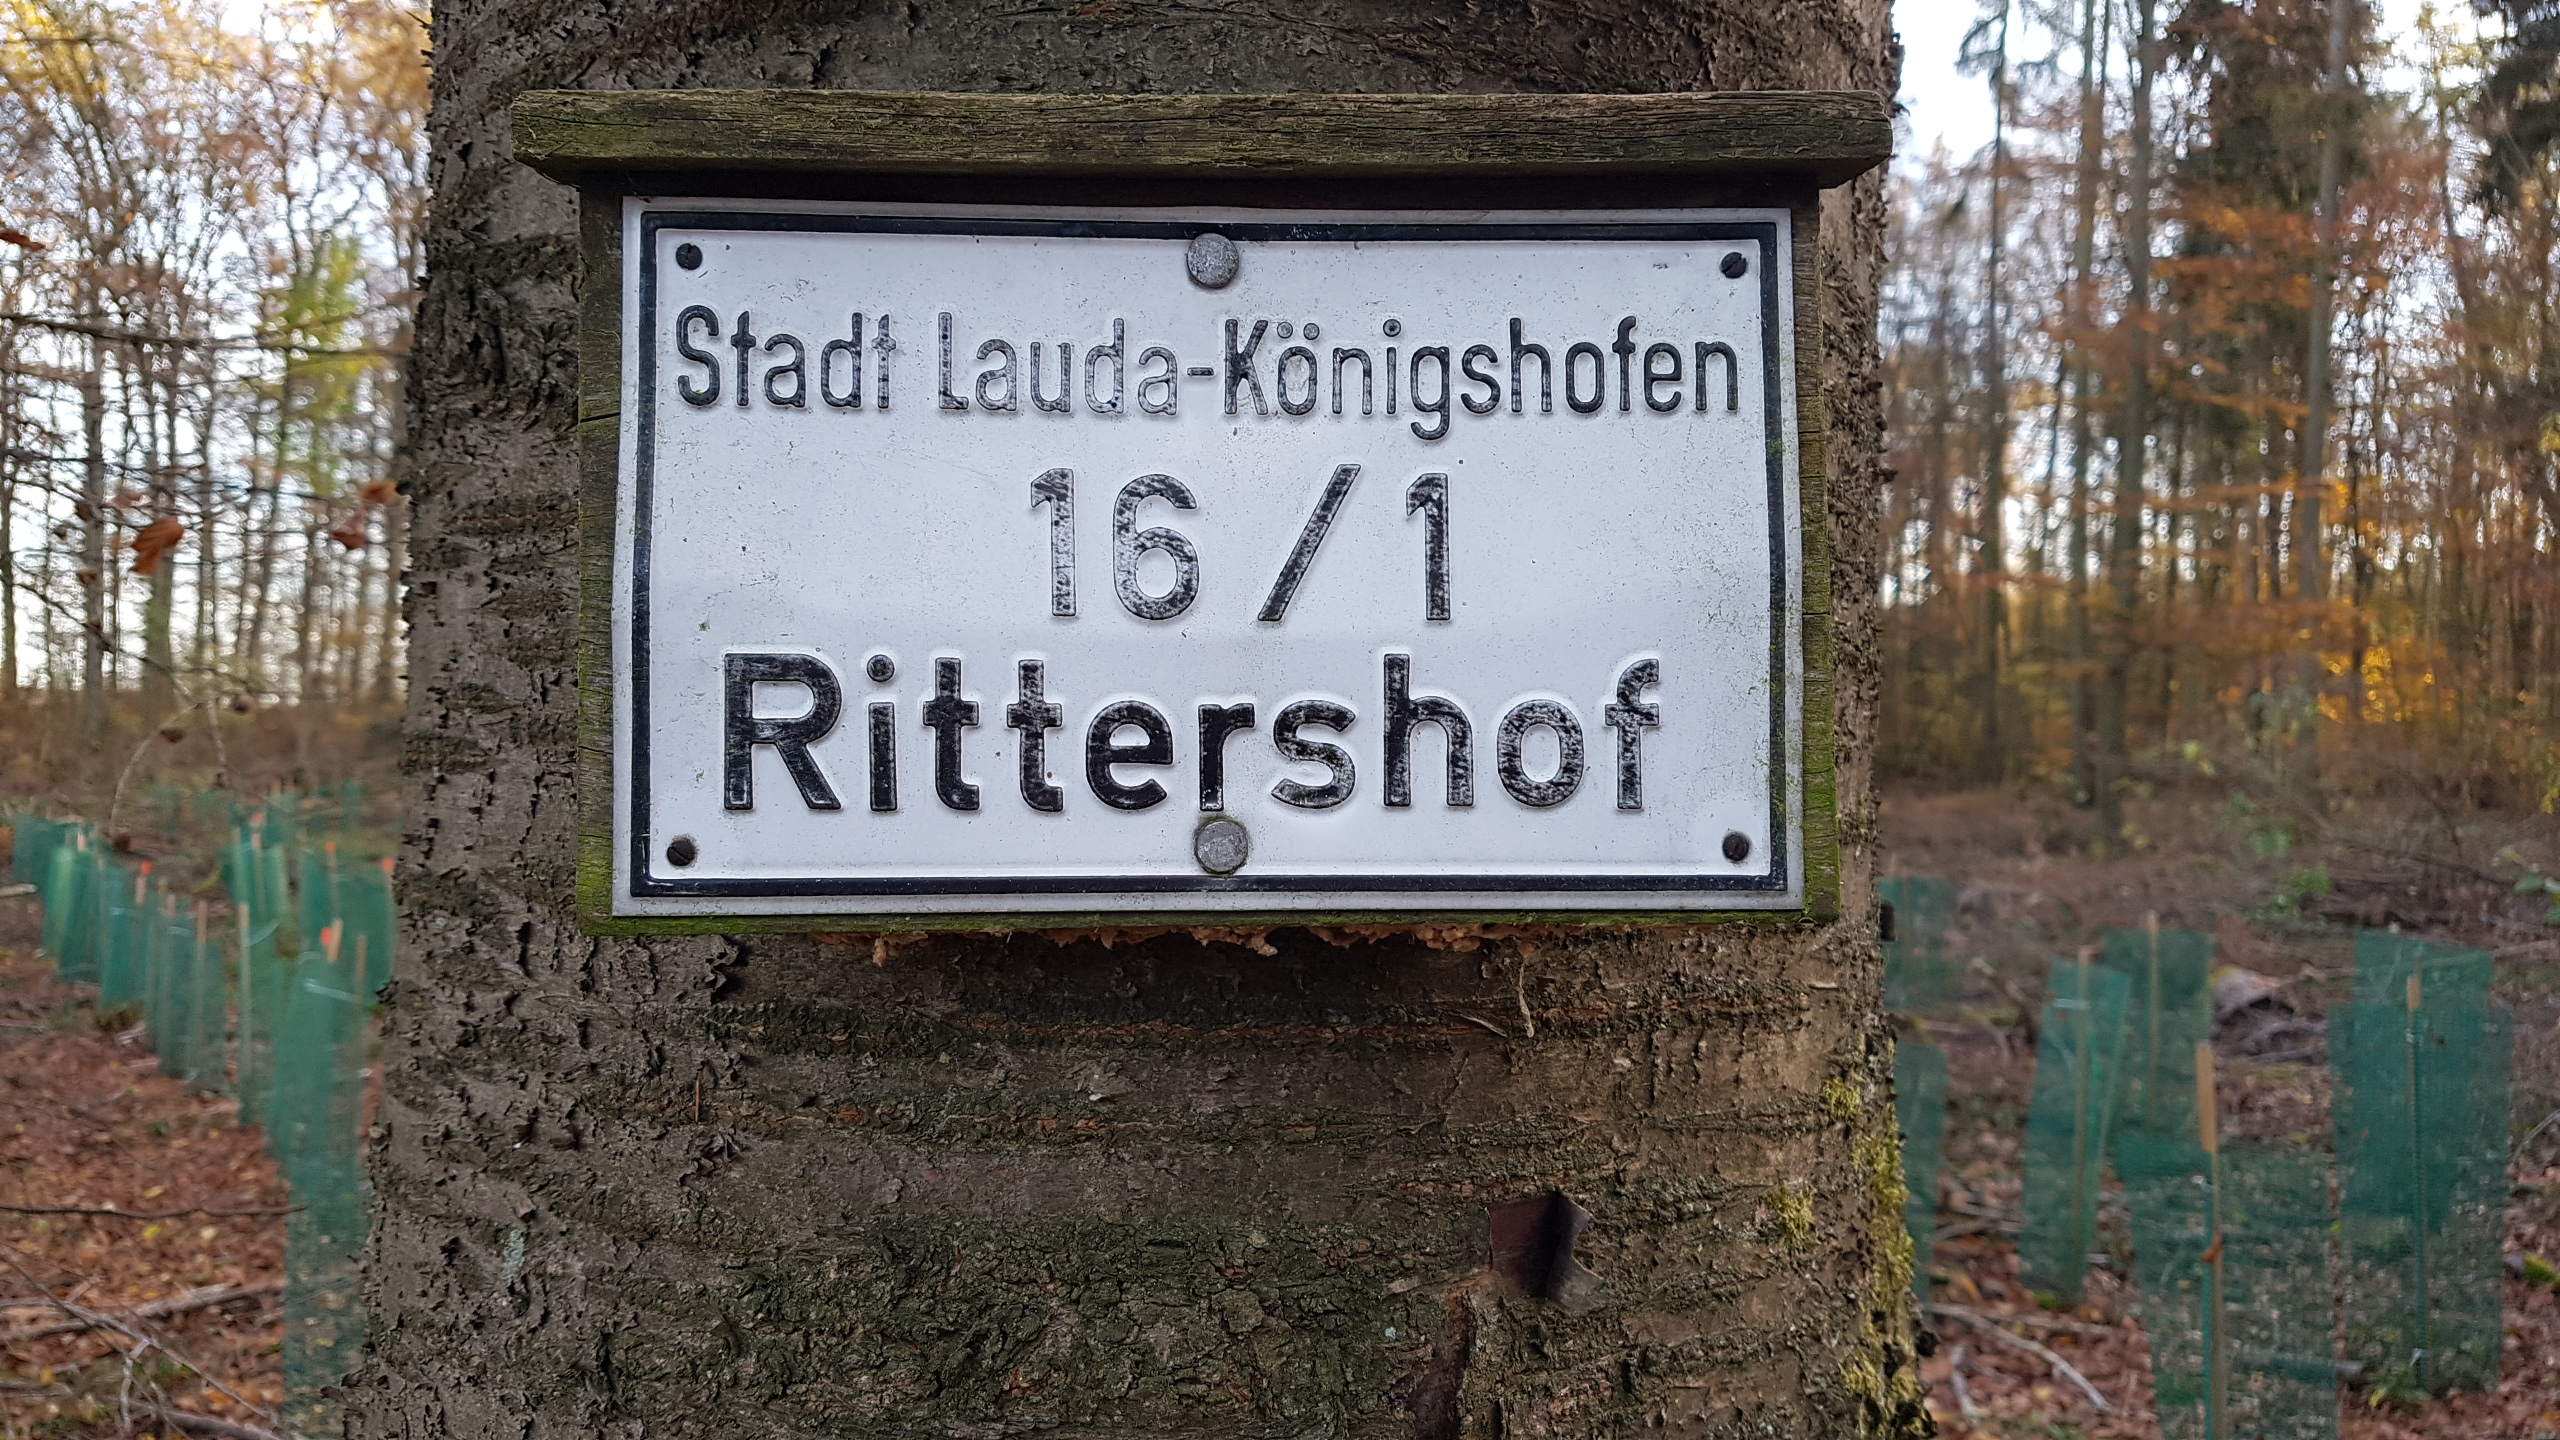 Stadt Lauda-Königshofen
16 / 1
Rittershof